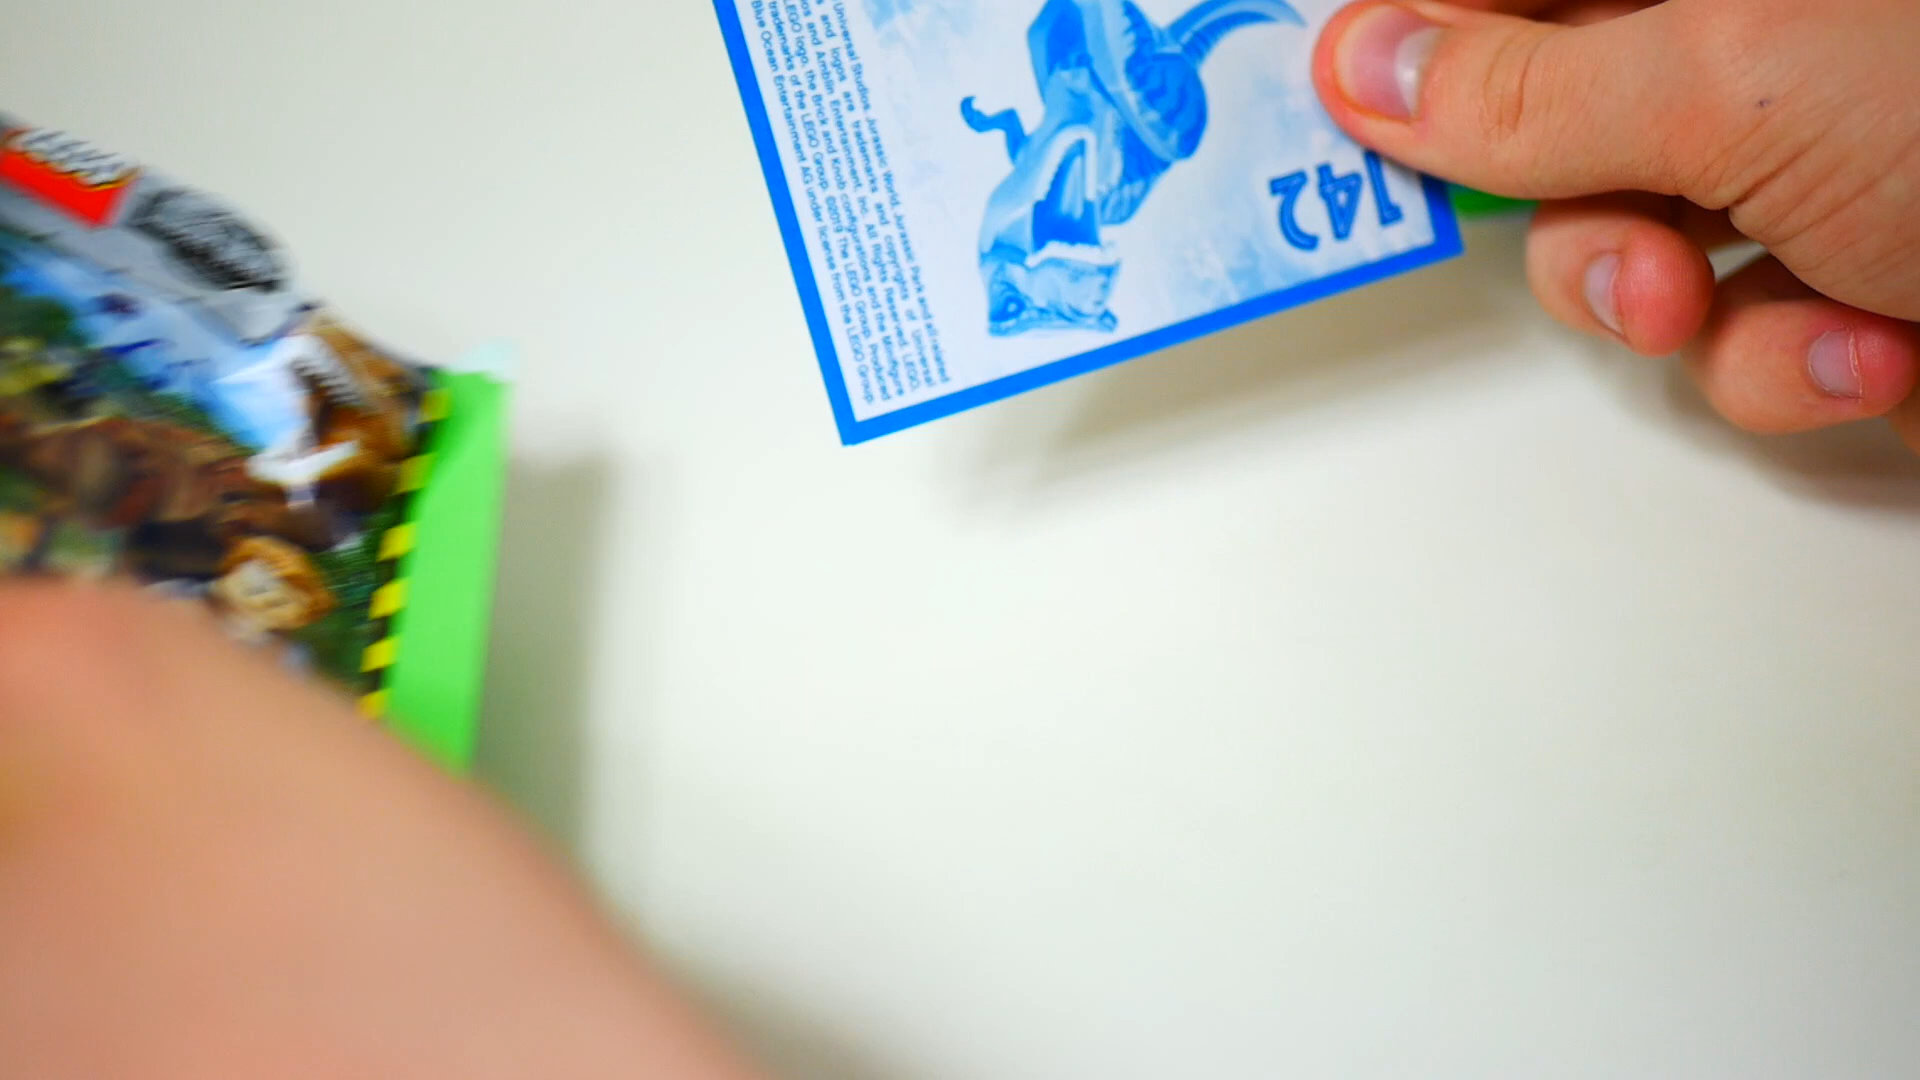 Universal Studios. Jurassic World, Jurassic Park and all related
and logos are trademarks and copyrights of Universal
and Amblin Entertainment, Inc. All Rights Reserved. LEGO,
LEGO logo, the Brick and Knob configurations and the Minifigure
trademarks of the LEGO Group. ©2019 The LEGO Group. Produced
Blue Ocean Entertainment AG under license from the LEGO Group.
142
LEGO